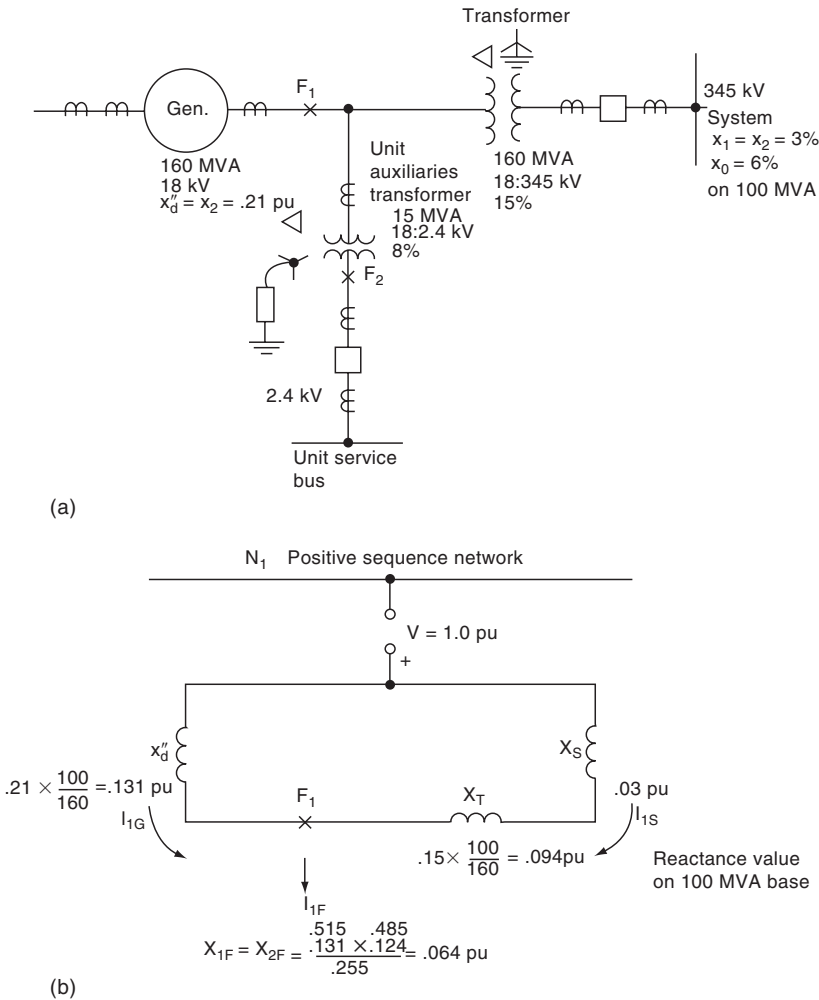 Transformer
F₁
Gen.
345 kV
System
x₁ = x₂ = 3%
x₀ = 6%
on 100 MVA
160 MVA
18 kV
x″d = x₂ = .21 pu
Unit
auxiliaries
transformer
15 MVA
18:2.4 kV
8%
160 MVA
18:345 kV
15%
F₂
2.4 kV
Unit service
bus
(a)
N₁ Positive sequence network
V = 1.0 pu
+
x″d
X_S
.21 × 100/160 = .131 pu
I₁G
F₁
X_T
.03 pu
I₁S
.15 × 100/160 = .094pu
Reactance value
on 100 MVA base
I₁F
.515 .485
X₁F = X₂F = .131 × .124/.255 = .064 pu
(b)